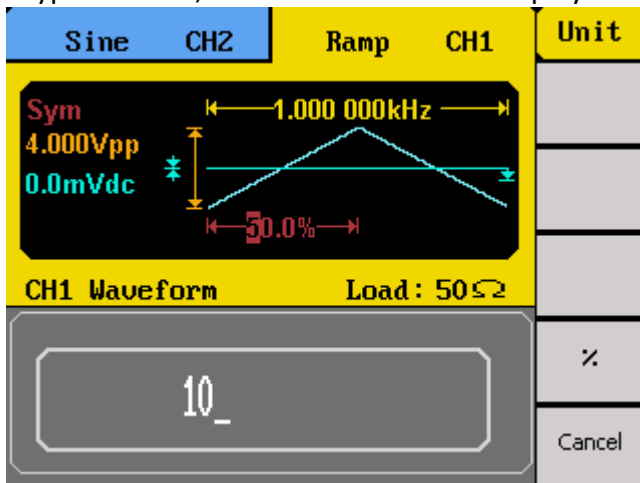 Sine CH2 Ramp CH1 Unit
Sym 1.000 000kHz
4.000Vpp
0.0mVdc
50.0%
CH1 Waveform Load: 50Ω
%
10_
Cancel